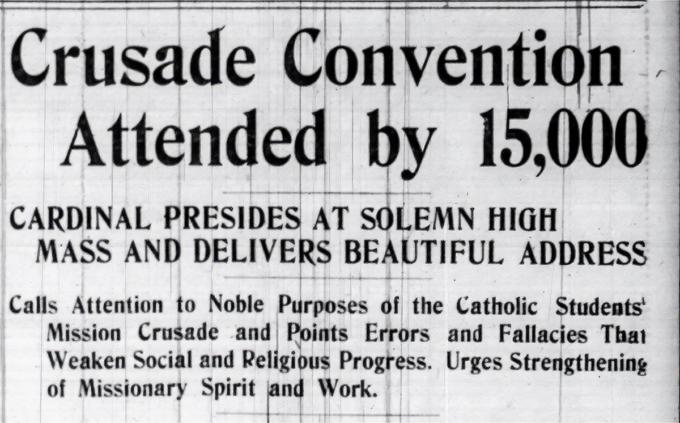 Crusade Convention
Attended by 15,000
CARDINAL PRESIDES AT SOLEMN HIGH
MASS AND DELIVERS BEAUTIFUL ADDRESS
Calls Attention to Noble Purposes of the Catholic Students'
Mission Crusade and Points Errors and Fallacies That
Weaken Social and Religious Progress. Urges Strengthening
of Missionary Spirit and Work.